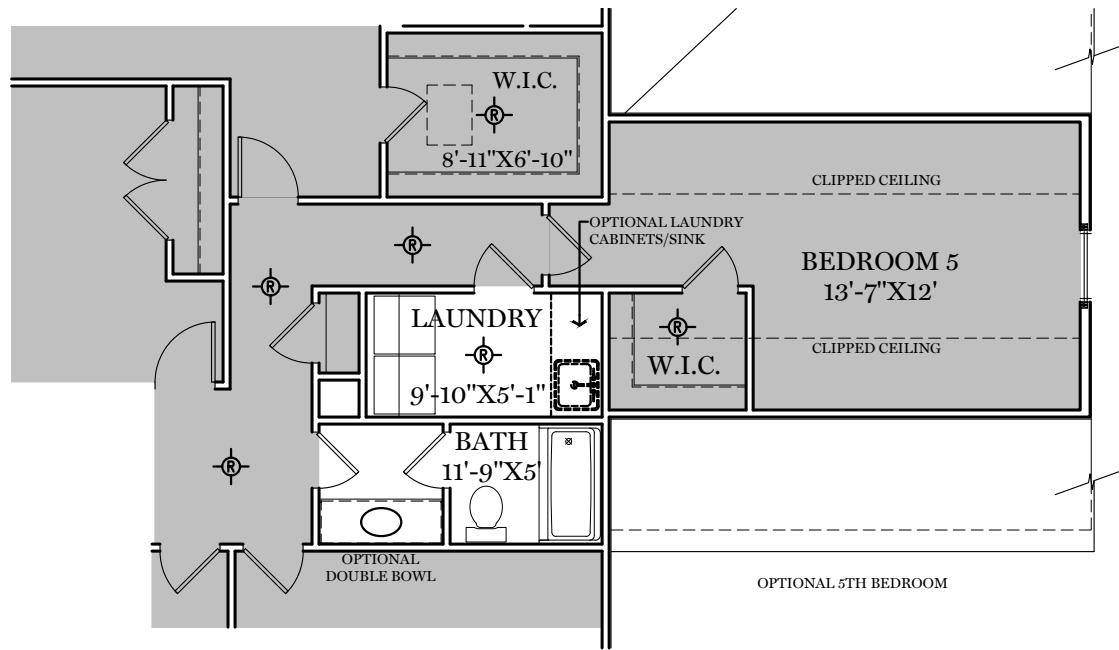 W.I.C.
R
8'-11"X6'-10"
CLIPPED CEILING
OPTIONAL LAUNDRY
CABINETS/SINK
R
BEDROOM 5
13'-7"X12'
R
LAUNDRY
R
9'-10"X5'-1"
R
W.I.C.
CLIPPED CEILING
BATH
11'-9"X5'
R
OPTIONAL
DOUBLE BOWL
OPTIONAL 5TH BEDROOM